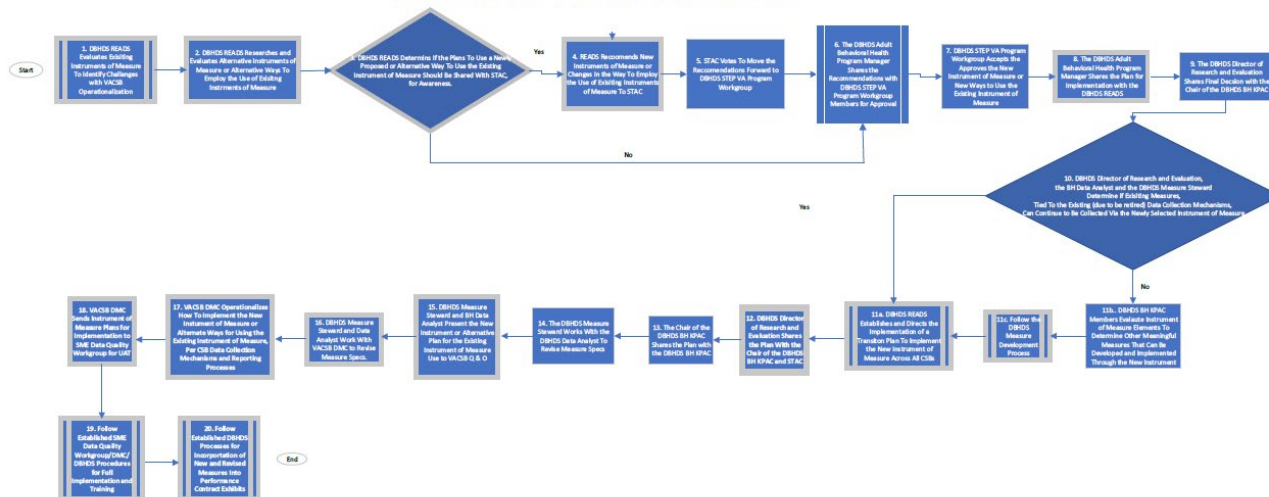 Start
1. DBHDS READS
Evaluates Exisiting
Instruments of Measure
To Identify Challenges
with VACSB
Operationalization
2. DBHDS READS Researches and
Evaluates Alternative Instruments of
Measure or Alternative Ways To
Employ the Use of Exisiting
Instrments of Measure
DBHDS READS Determine If the Plans To Use a New
Proposed or Alternative Way To Use the Existing
Instrument of Measure Should Be Shared With STAC,
for Awareness.
Yes
No
4. READS Reccomends New
Instruments of Measure or
Changes in the Way To Employ
the Use of Exisiting Instruments
of Measure To STAC
5. STAC Votes To Move the
Recomendations Forward to
DBHDS STEP VA Program
Workgroup
6. The DBHDS Adult
Behavioral Health
Program Manager
Shares the
Recomendations with
DBHDS STEP VA
Program Workgroup
Members for Approval
7. DBHDS STEP VA Program
Workgroup Accepts the
Approves the New
Instrument of Measure or
New Ways to Use the
Existing Instrument of
Measure
8. The DBHDS Adult
Behavioral Health Program
Manager Shares the Plan for
Implementation with the
DBHDS READS
9. The DBHDS Director of
Research and Evaluation
Shares Final Decsion with the
Chair of the DBHDS BH KPAC
10. DBHDS Director of Research and Evaluation,
the BH Data Analyst and the DBHDS Measure Steward
Determine if Exisiting Measures,
Tied To the Existing (due to be retired) Data Collection Mechanisms,
Can Continue to Be Collected Via the Newly Selected Instrument of Measure
Yes
No
11b. DBHDS BH KPAC
Members Evaluate Instrument
of Measure Elements To
Determine Other Meaningful
Measures That Can Be
Developed and Implemented
Through the New Instrument
11c. Follow the
DBHDS
Measure
Development
Process
11a. DBHDS READS
Establishes and Directs the
Implementation of a
Transiton Plan To Implement
the New Instrument of
Measure Across All CSBs
12. DBHDS Director
of Research and
Evaluation Shares
the Plan With the
Chair of the DBHDS
BH KPAC and STAC
13. The Chair of the
DBHDS BH KPAC
Shares the Plan with
the DBHDS BH KPAC
14. The DBHDS Measure
Steward Works With the
DBHDS Data Analyst To
Revise Measure Specs
15. DBHDS Measure
Steward and BH Data
Analyst Present the New
Instrument or Alternative
Plan for the Existing
Instrument of Measure
Use to VACSB Q & O
16. DBHDS Measure
Steward and Data
Analyst Work With
VACSB DMC to Revise
Measure Specs.
17. VACSB DMC Operationalizes
How To Implement the New
Instument of Measure or
Alternate Ways for Using the
Existing Instrument of Measure,
Per CSB Data Collection
Mechanisms and Reporting
Processes
18. VACSB DMC
Sends Instrument of
Measure Plans for
Implementation to
SME Data Quality
Workgroup for UAT
19. Follow
Established SME
Data Quality
Workgroup/DMC/
DBHDS Procedures
for Full
Implementation and
Training
20. Follow
Established DBHDS
Processes for
Incorportation of
New and Revised
Measures Into
Performance
Contract Exhibits
End